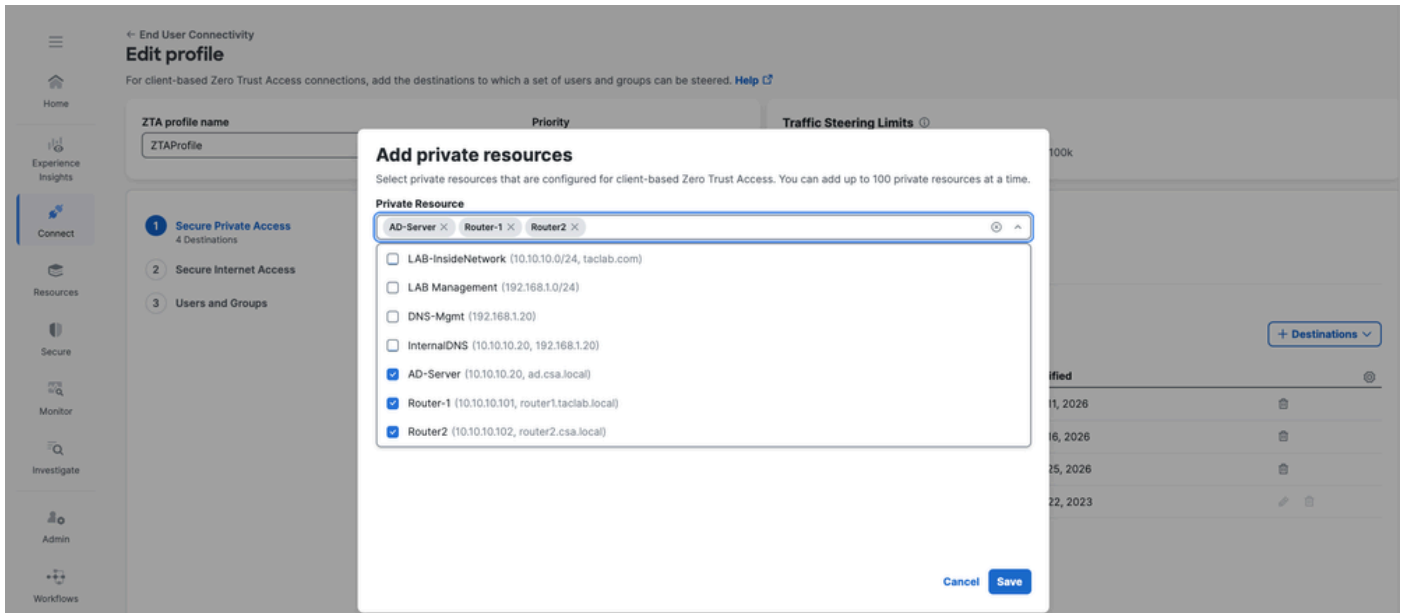 ← End User Connectivity
Edit profile
For client-based Zero Trust Access connections, add the destinations to which a set of users and groups can be steered. Help
Home
Experience
Insights
Connect
Resources
Secure
Monitor
Investigate
Admin
Workflows
ZTA profile name
Priority
ZTAProfile
Traffic Steering Limits
100k
1 Secure Private Access
4 Destinations
2 Secure Internet Access
3 Users and Groups
Add private resources
Select private resources that are configured for client-based Zero Trust Access. You can add up to 100 private resources at a time.
Private Resource
AD-Server Router-1 Router2
LAB-InsideNetwork (10.10.10.0/24, taclab.com)
LAB Management (192.168.1.0/24)
DNS-Mgmt (192.168.1.20)
InternalDNS (10.10.10.20, 192.168.1.20)
AD-Server (10.10.10.20, ad.csa.local)
Router-1 (10.10.10.101, router1.taclab.local)
Router2 (10.10.10.102, router2.csa.local)
Cancel Save
+ Destinations
ified
11, 2026
16, 2026
25, 2026
22, 2023